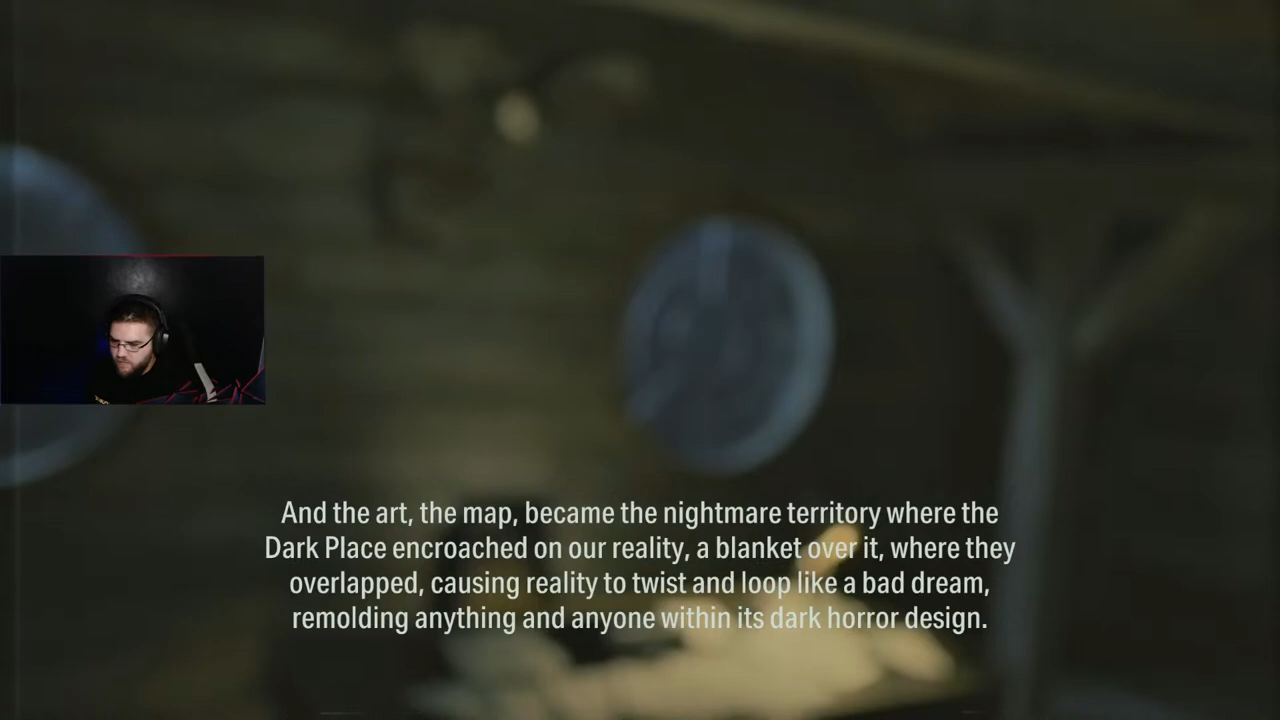 And the art, the map, became the nightmare territory where the
Dark Place encroached on our reality, a blanket over it, where they
overlapped, causing reality to twist and loop like a bad dream,
remolding anything and anyone within its dark horror design.